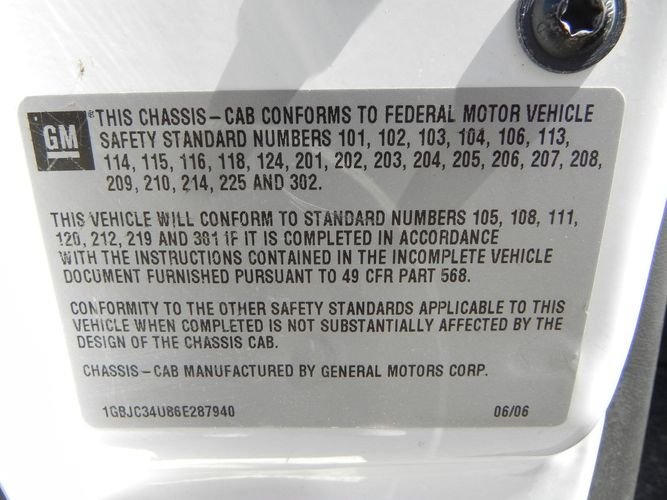 GM
®THIS CHASSIS-CAB CONFORMS TO FEDERAL MOTOR VEHICLE
SAFETY STANDARD NUMBERS 101, 102, 103, 104, 106, 113,
114, 115, 116, 118, 124, 201, 202, 203, 204, 205, 206, 207, 208,
209, 210, 214, 225 AND 302.
THIS VEHICLE WILL CONFORM TO STANDARD NUMBERS 105, 108, 111,
120, 212, 219 AND 301 IF IT IS COMPLETED IN ACCORDANCE
WITH THE INSTRUCTIONS CONTAINED IN THE INCOMPLETE VEHICLE
DOCUMENT FURNISHED PURSUANT TO 49 CFR PART 568.
CONFORMITY TO THE OTHER SAFETY STANDARDS APPLICABLE TO THIS
VEHICLE WHEN COMPLETED IS NOT SUBSTANTIALLY AFFECTED BY THE
DESIGN OF THE CHASSIS CAB.
CHASSIS-CAB MANUFACTURED BY GENERAL MOTORS CORP.
1GBJC34U86E287940 06/06